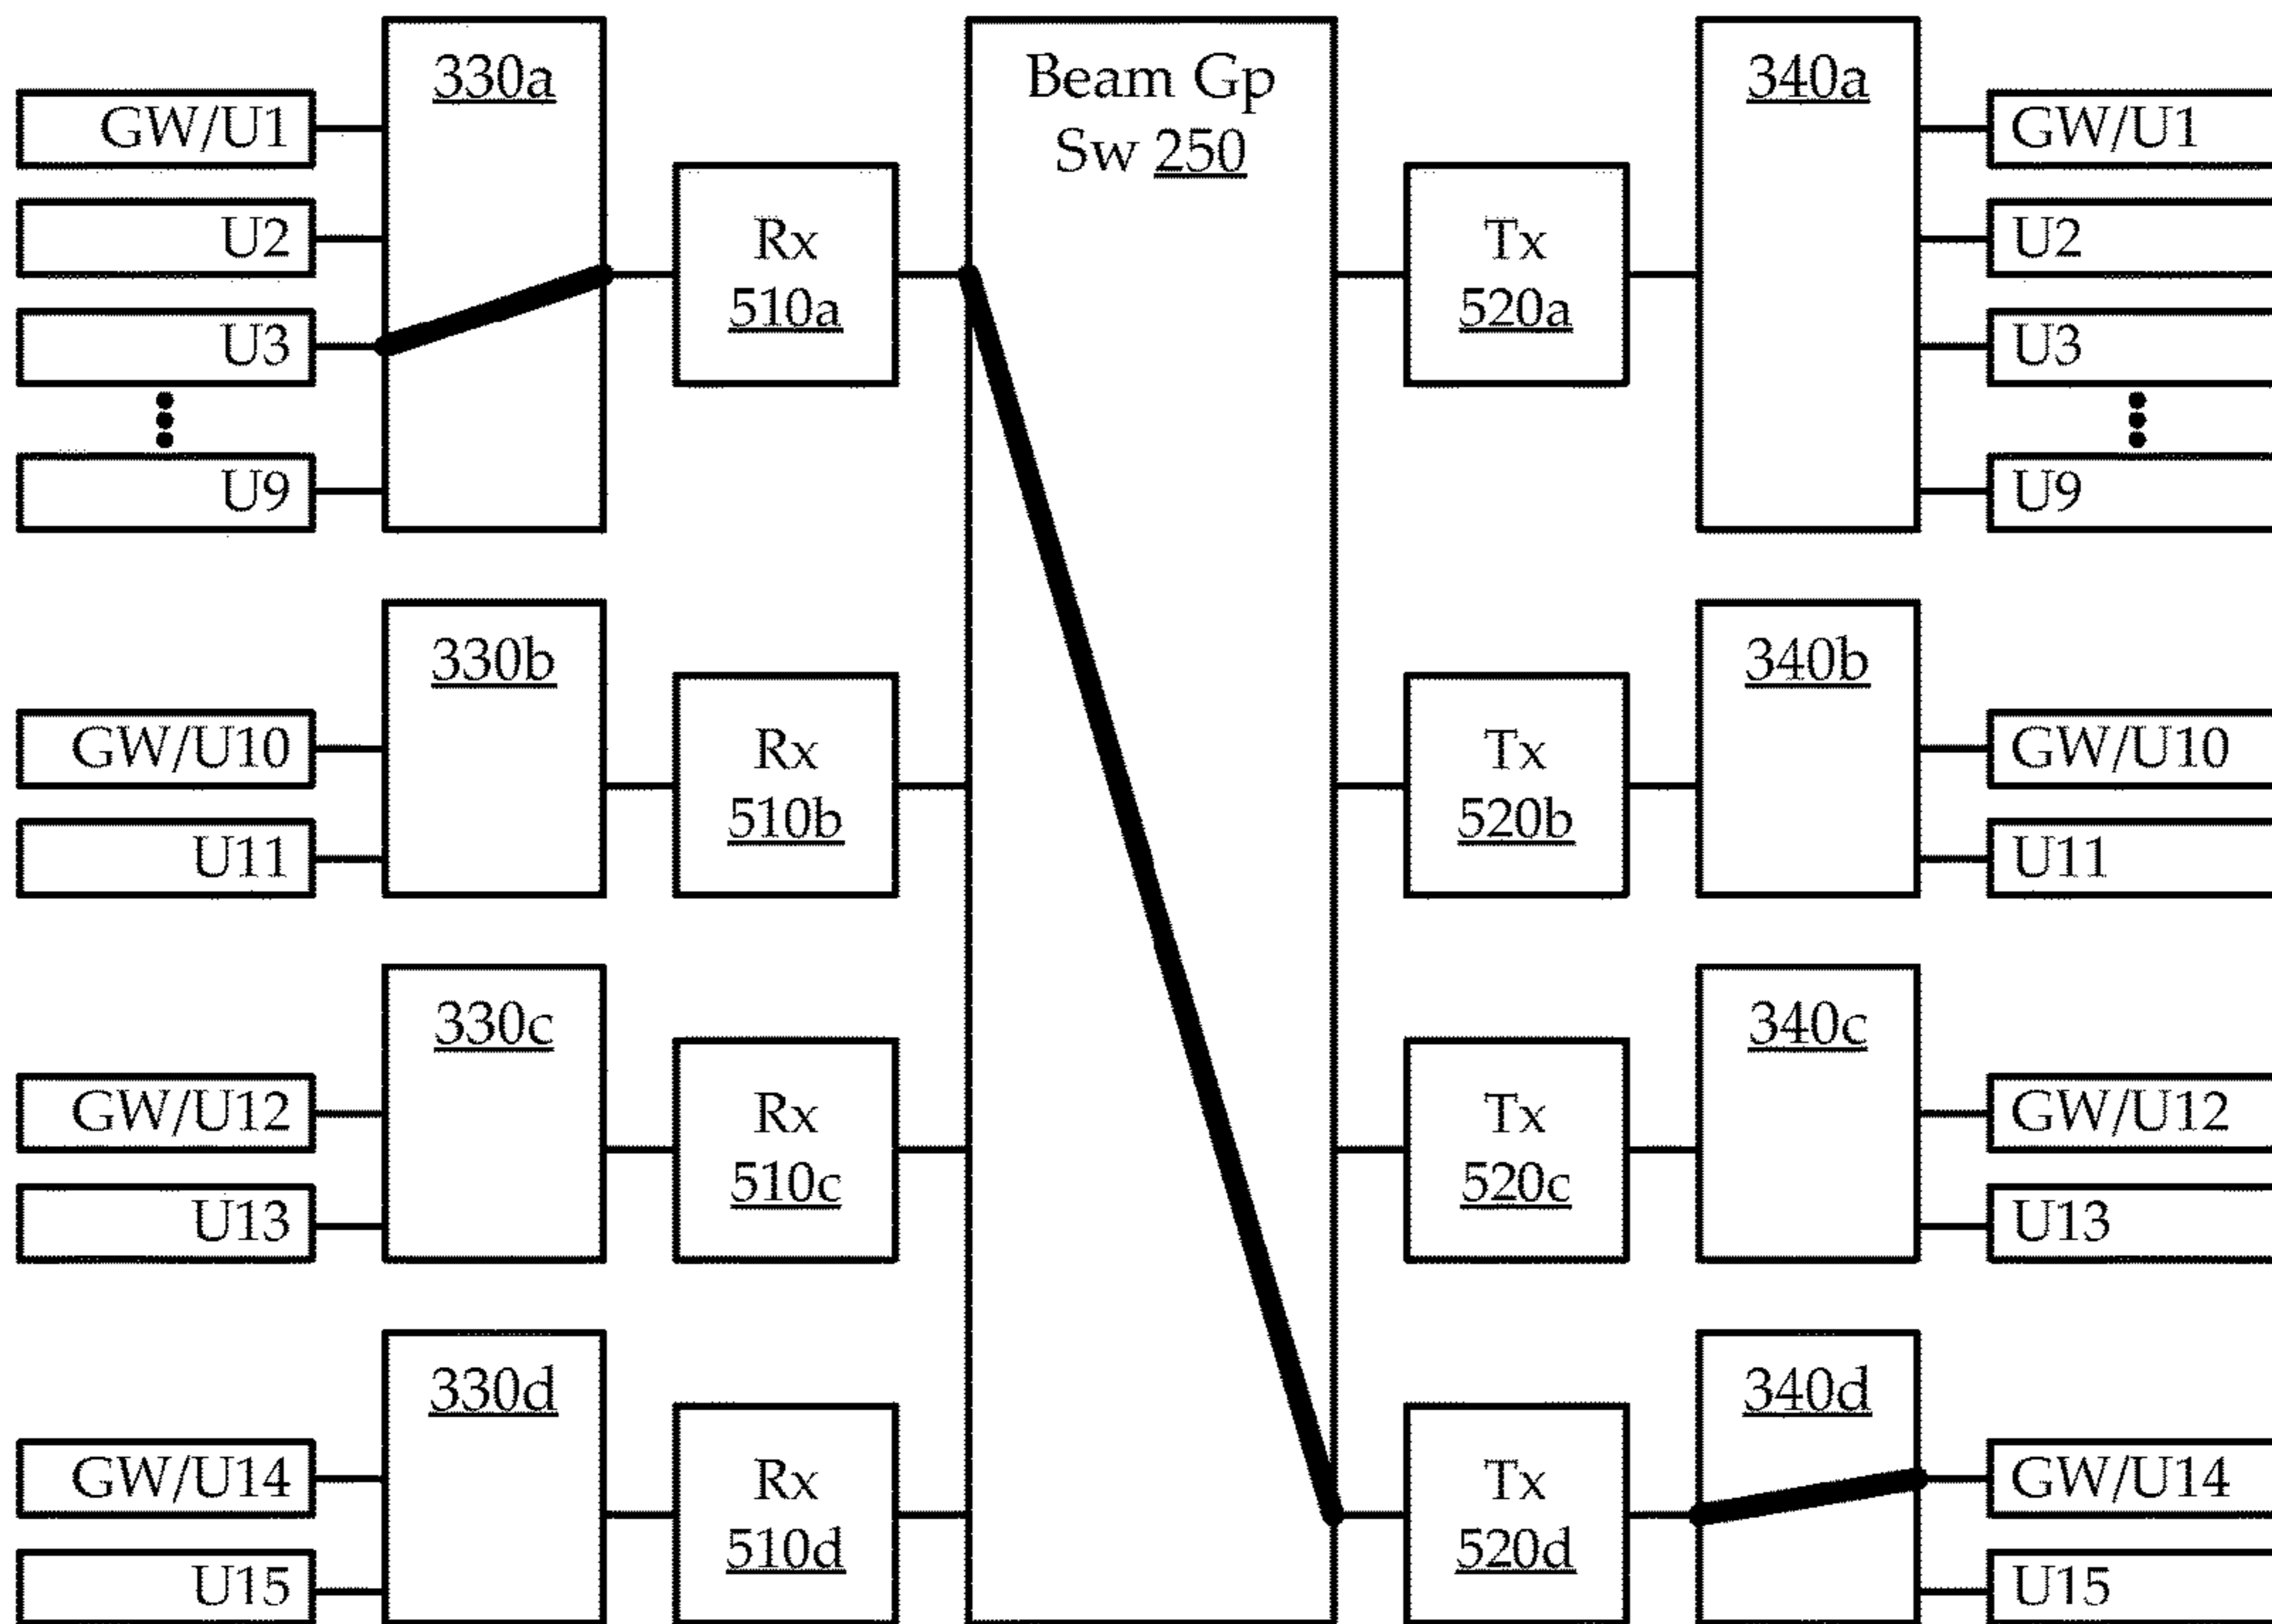 330a
GW/U1
U2
U3
U9
Rx
510a
Beam Gp
Sw 250
Tx
520a
340a
GW/U1
U2
U3
U9
330b
GW/U10
U11
Rx
510b
Tx
520b
340b
GW/U10
U11
330c
GW/U12
U13
Rx
510c
Tx
520c
340c
GW/U12
U13
330d
GW/U14
U15
Rx
510d
Tx
520d
340d
GW/U14
U15